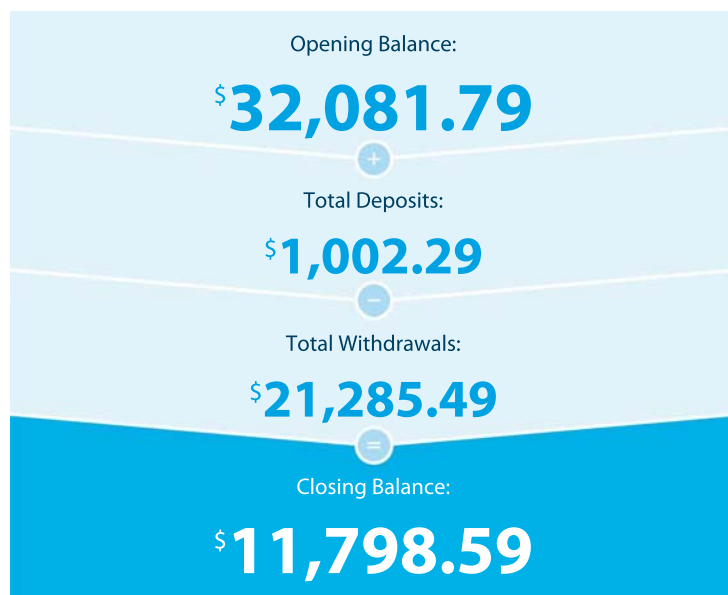 Opening Balance:
$32,081.79
+
Total Deposits:
$1,002.29
−
Total Withdrawals:
$21,285.49
=
Closing Balance:
$11,798.59